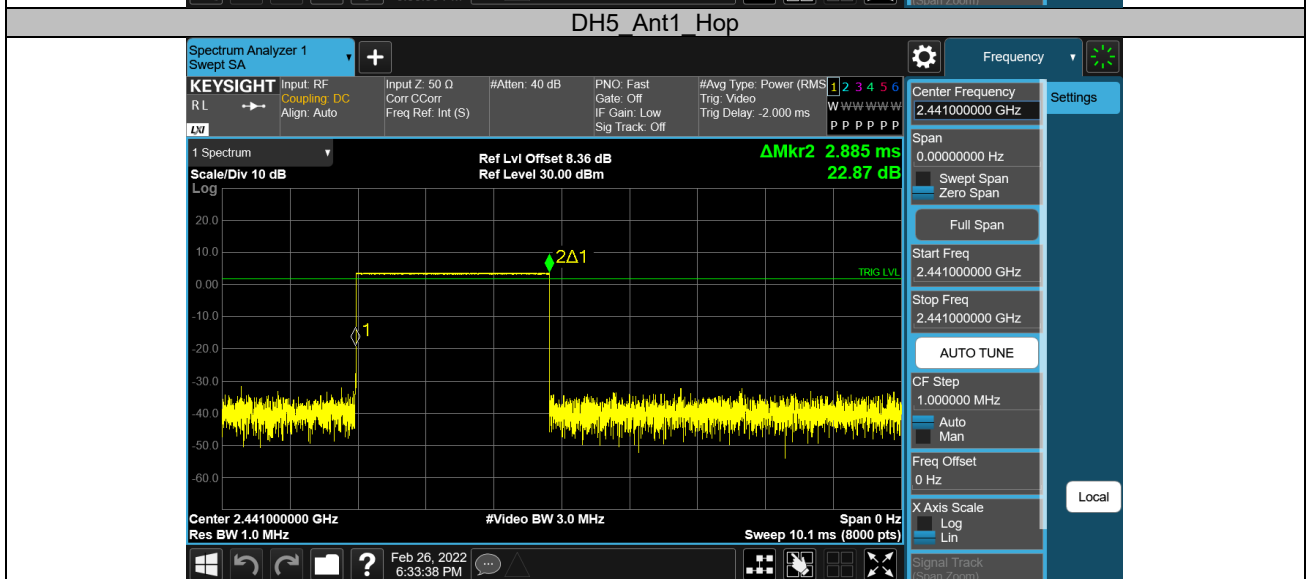 DH5_Ant1_Hop
Spectrum Analyzer 1
Swept SA
Frequency
KEYSIGHT
R L
LXI
Input: RF
Coupling: DC
Align: Auto
Input Z: 50 Ω
Corr CCorr
Freq Ref: Int (S)
#Atten: 40 dB
PNO: Fast
Gate: Off
IF Gain: Low
Sig Track: Off
#Avg Type: Power (RMS
Trig: Video
Trig Delay: -2.000 ms
1 2 3 4 5 6
W W W W W W
P P P P P P
Center Frequency
2.441000000 GHz
Settings
1 Spectrum
Scale/Div 10 dB
Ref Lvl Offset 8.36 dB
Ref Level 30.00 dBm
ΔMkr2 2.885 ms
22.87 dB
Span
0.00000000 Hz
Swept Span
Zero Span
Full Span
Start Freq
2.441000000 GHz
Stop Freq
2.441000000 GHz
AUTO TUNE
CF Step
1.000000 MHz
Auto
Man
Freq Offset
0 Hz
X Axis Scale
Log
Lin
Signal Track
(Span Zoom)
Local
Log
20.0
10.0
0.00
-10.0
-20.0
-30.0
-40.0
-50.0
-60.0
2Δ1
1
TRIG LVL
Center 2.441000000 GHz
Res BW 1.0 MHz
#Video BW 3.0 MHz
Span 0 Hz
Sweep 10.1 ms (8000 pts)
Feb 26, 2022
6:33:38 PM